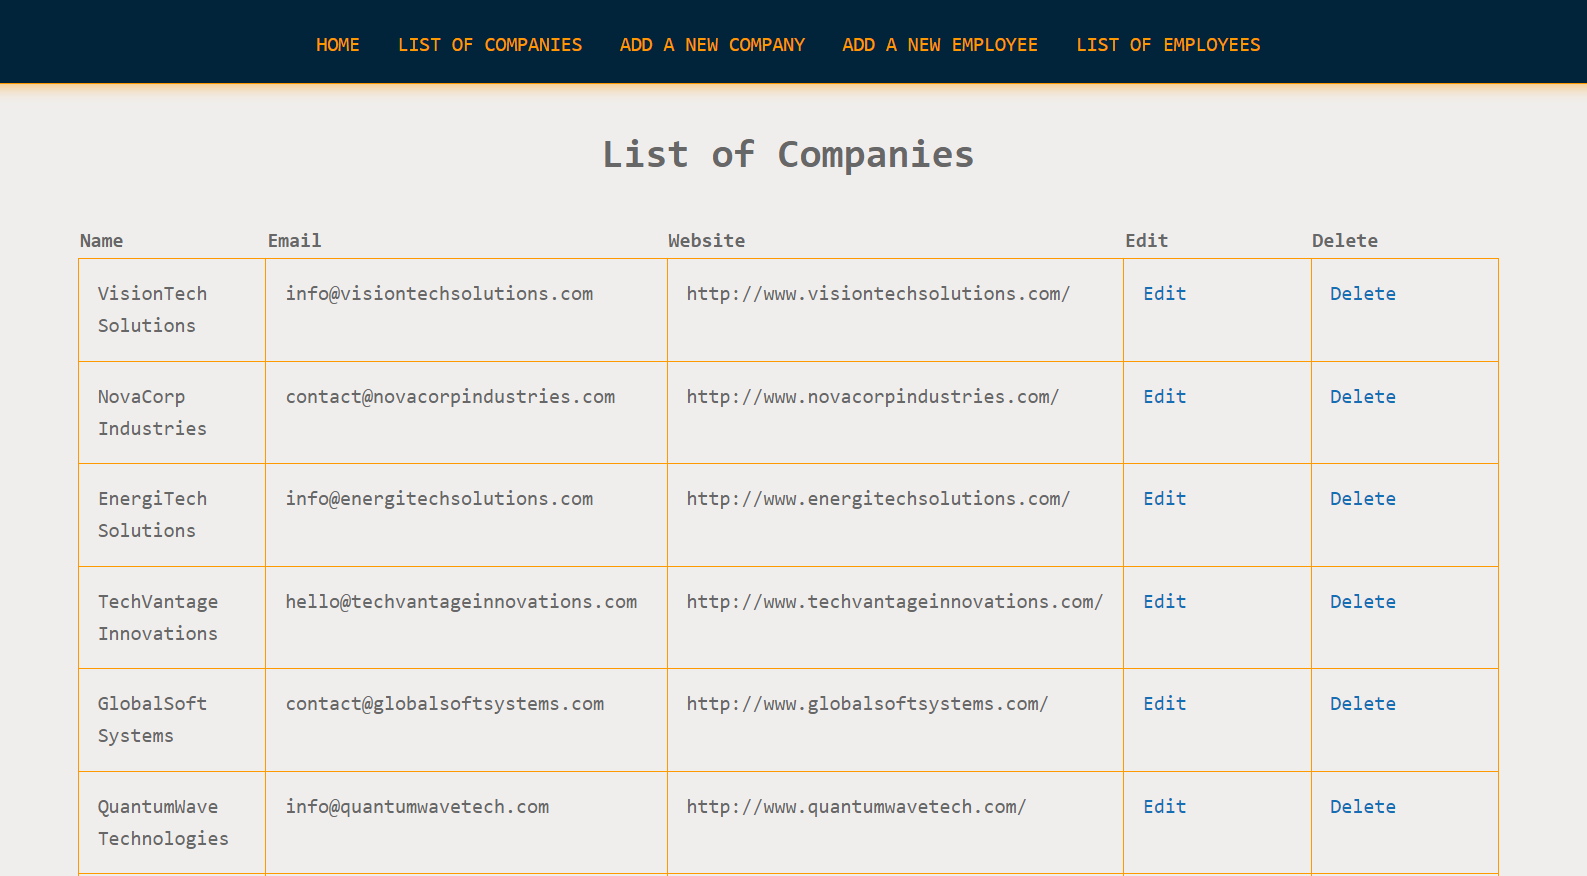 HOME LIST OF COMPANIES ADD A NEW COMPANY ADD A NEW EMPLOYEE LIST OF EMPLOYEES
List of Companies
Name Email Website Edit Delete
VisionTech info@visiontechsolutions.com http://www.visiontechsolutions.com/ Edit Delete
Solutions
NovaCorp contact@novacorpindustries.com http://www.novacorpindustries.com/ Edit Delete
Industries
EnergiTech info@energitechsolutions.com http://www.energitechsolutions.com/ Edit Delete
Solutions
TechVantage hello@techvantageinnovations.com http://www.techvantageinnovations.com/ Edit Delete
Innovations
GlobalSoft contact@globalsoftsystems.com http://www.globalsoftsystems.com/ Edit Delete
Systems
QuantumWave info@quantumwavetech.com http://www.quantumwavetech.com/ Edit Delete
Technologies